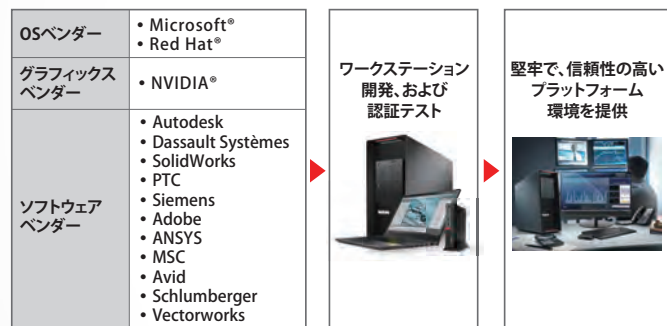 OSベンダー
• Microsoft®
• Red Hat®
グラフィックス
ベンダー
• NVIDIA®
ソフトウェア
ベンダー
• Autodesk
• Dassault Systèmes
• SolidWorks
• PTC
• Siemens
• Adobe
• ANSYS
• MSC
• Avid
• Schlumberger
• Vectorworks
ワークステーション
開発、および
認証テスト
堅牢で、信頼性の高い
プラットフォーム
環境を提供